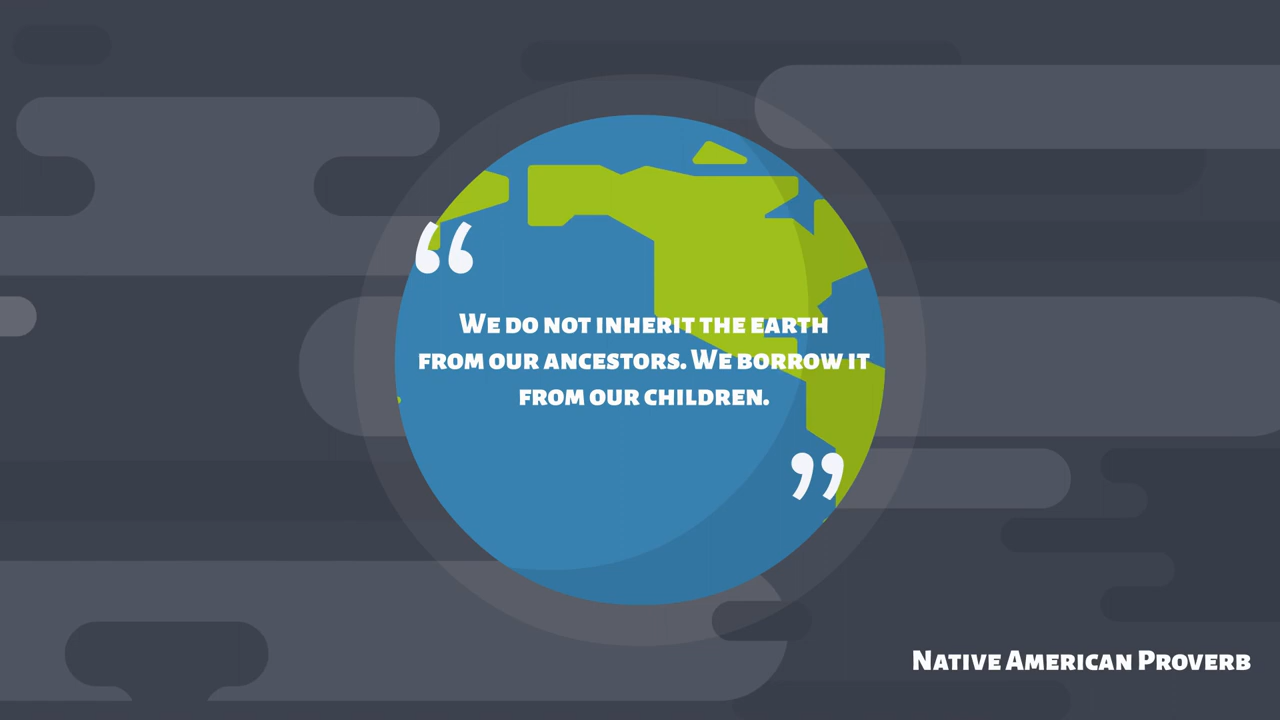 “
We do not inherit the earth
from our ancestors. We borrow it
from our children.
”
Native American Proverb